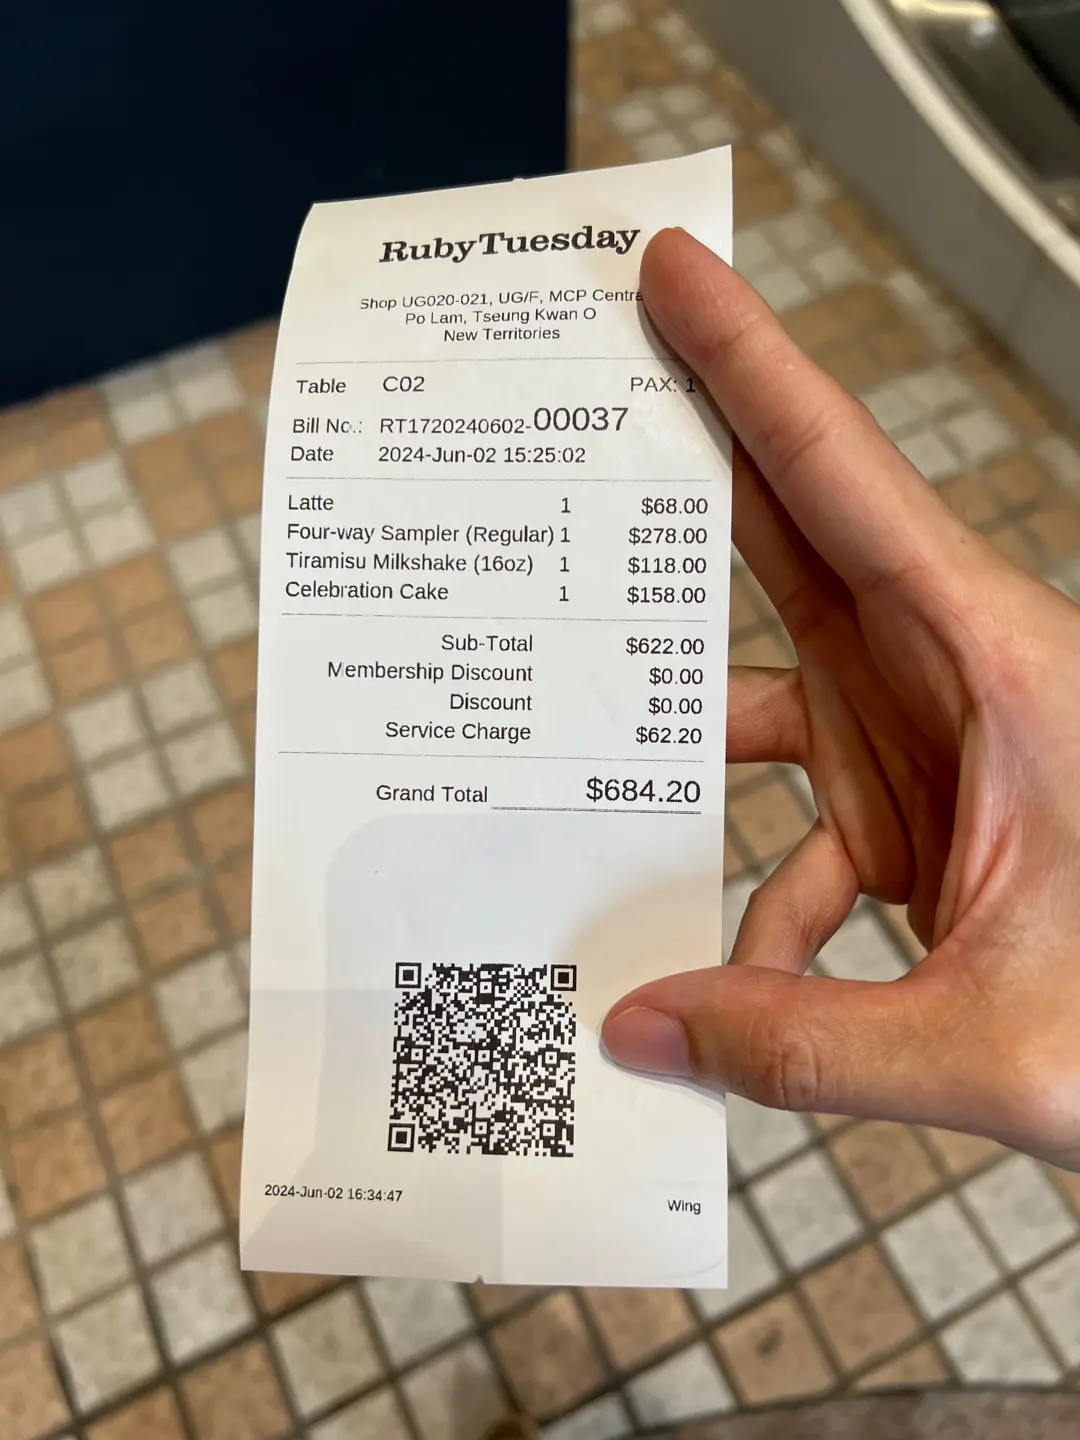 Ruby Tuesday
Shop UG020-021, UG/F, MCP Centra
Po Lam, Tseung Kwan O
New Territories
Table C02 PAX: 1
Bill No.: RT1720240602-00037
Date 2024-Jun-02 15:25:02
Latte 1 $68.00
Four-way Sampler (Regular) 1 $278.00
Tiramisu Milkshake (16oz) 1 $118.00
Celebration Cake 1 $158.00
Sub-Total $622.00
Membership Discount $0.00
Discount $0.00
Service Charge $62.20
Grand Total $684.20
2024-Jun-02 16:34:47 Wing